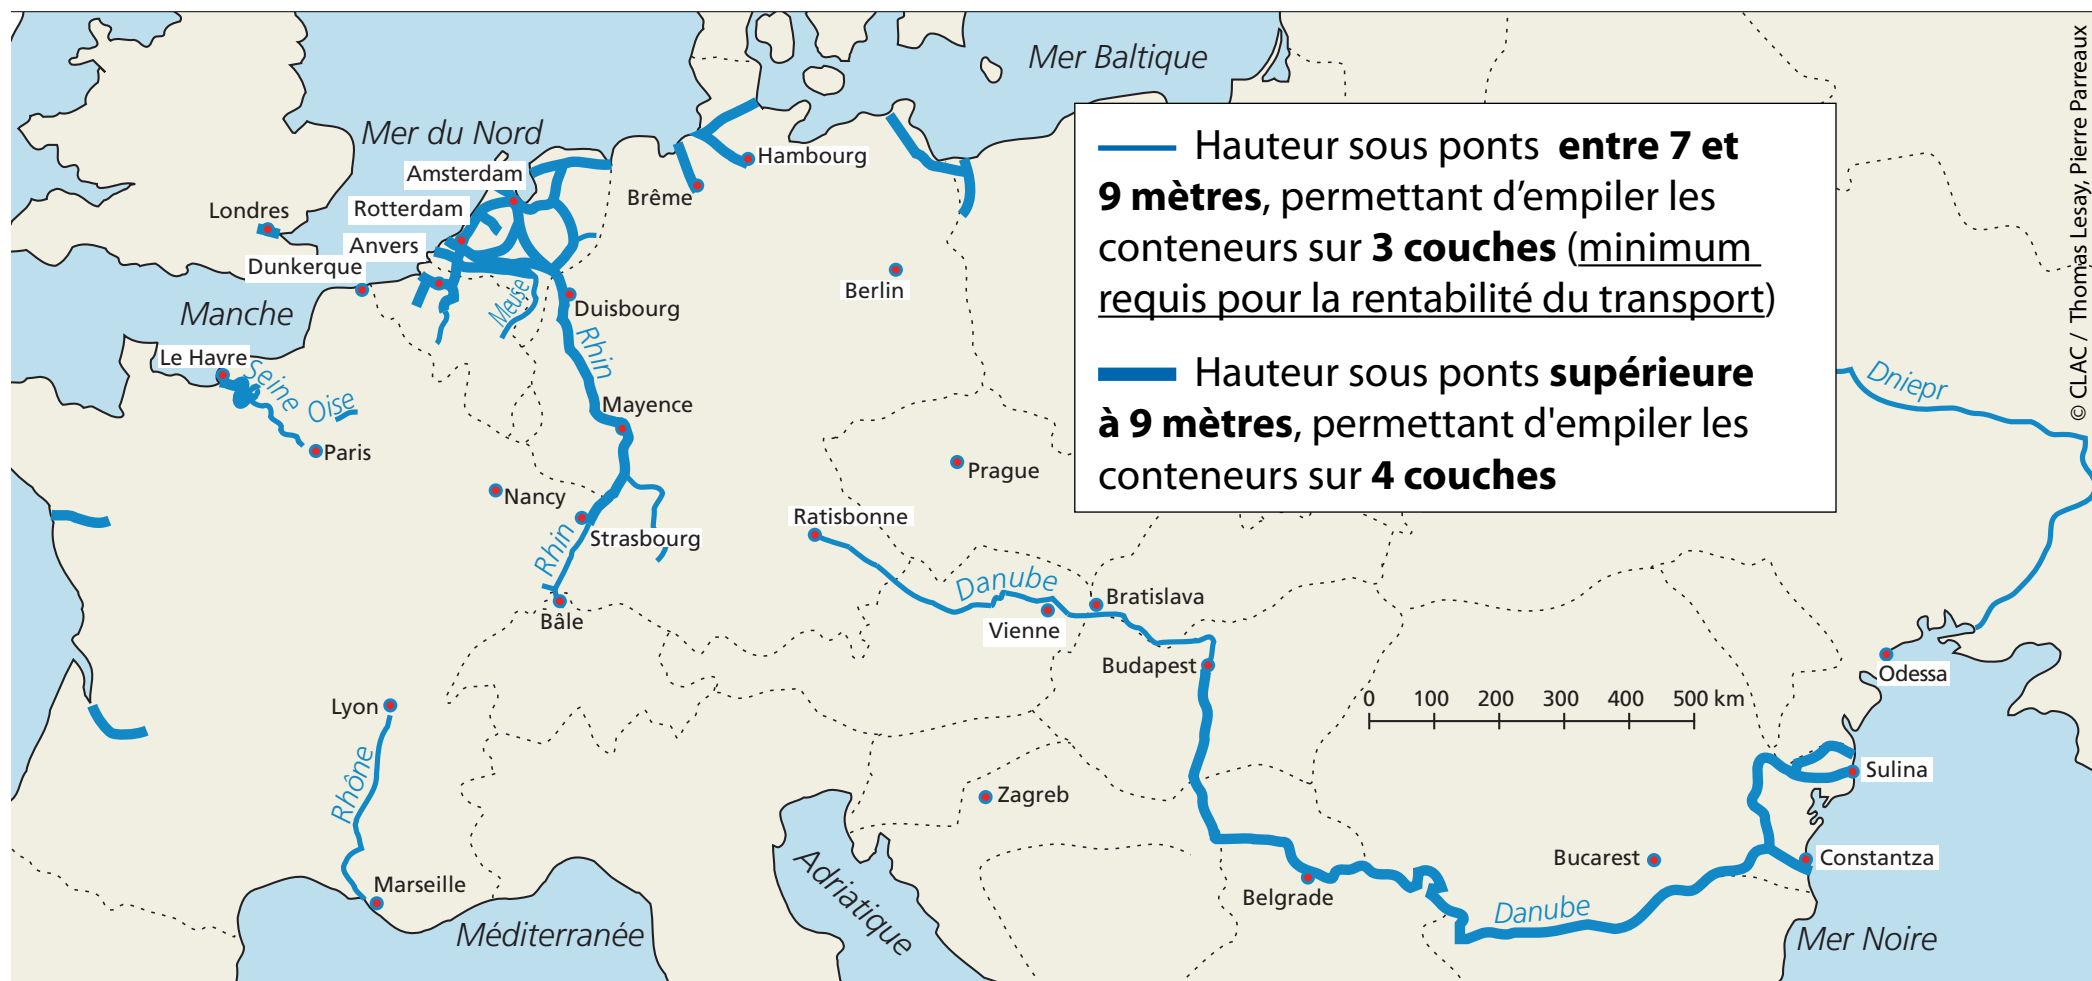 Mer Baltique
Mer du Nord
Amsterdam
Hambourg
Brême
Londres
Rotterdam
Anvers
Dunkerque
Berlin
Manche
Meuse
Duisbourg
Rhin
Le Havre
Seine
Oise
Mayence
Paris
Nancy
Prague
Ratisbonne
Strasbourg
Rhin
Bâle
Danube
Bratislava
Vienne
Budapest
Lyon
Rhône
Marseille
Zagreb
Méditerranée
Adriatique
Belgrade
Bucarest
Danube
Constantza
Sulina
Odessa
Mer Noire
Dniepr
0 100 200 300 400 500 km
Hauteur sous ponts entre 7 et
9 mètres, permettant d’empiler les
conteneurs sur 3 couches (minimum
requis pour la rentabilité du transport)
Hauteur sous ponts supérieure
à 9 mètres, permettant d'empiler les
conteneurs sur 4 couches
© CLAC / Thomas Lesay, Pierre Parreaux